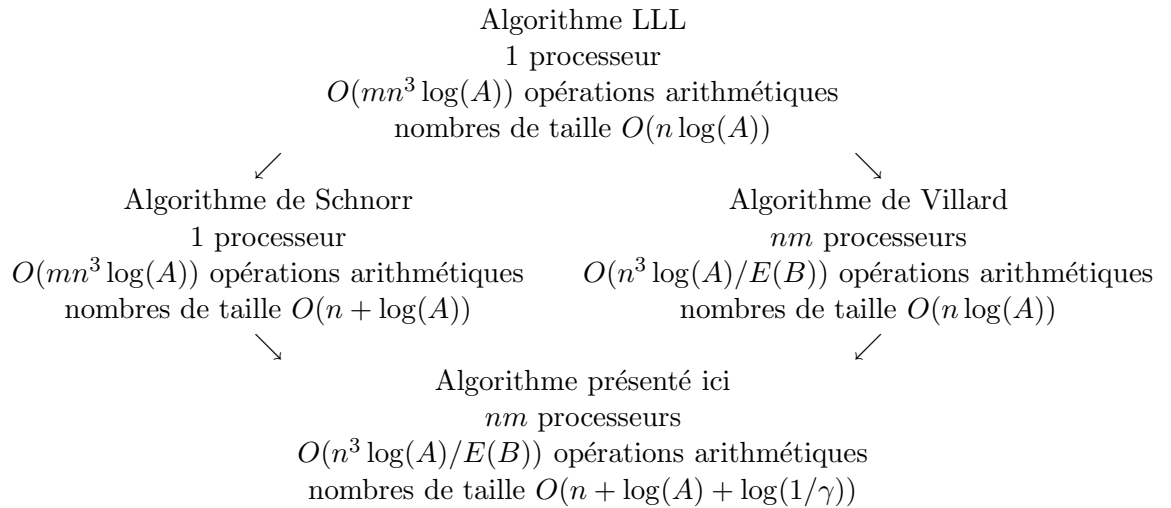 Algorithme LLL
1 processeur
O(mn³ log(A)) opérations arithmétiques
nombres de taille O(n log(A))
↙ ↘
Algorithme de Schnorr
1 processeur
O(mn³ log(A)) opérations arithmétiques
nombres de taille O(n + log(A))
Algorithme de Villard
nm processeurs
O(n³ log(A)/E(B)) opérations arithmétiques
nombres de taille O(n log(A))
↘ ↙
Algorithme présenté ici
nm processeurs
O(n³ log(A)/E(B)) opérations arithmétiques
nombres de taille O(n + log(A) + log(1/γ))